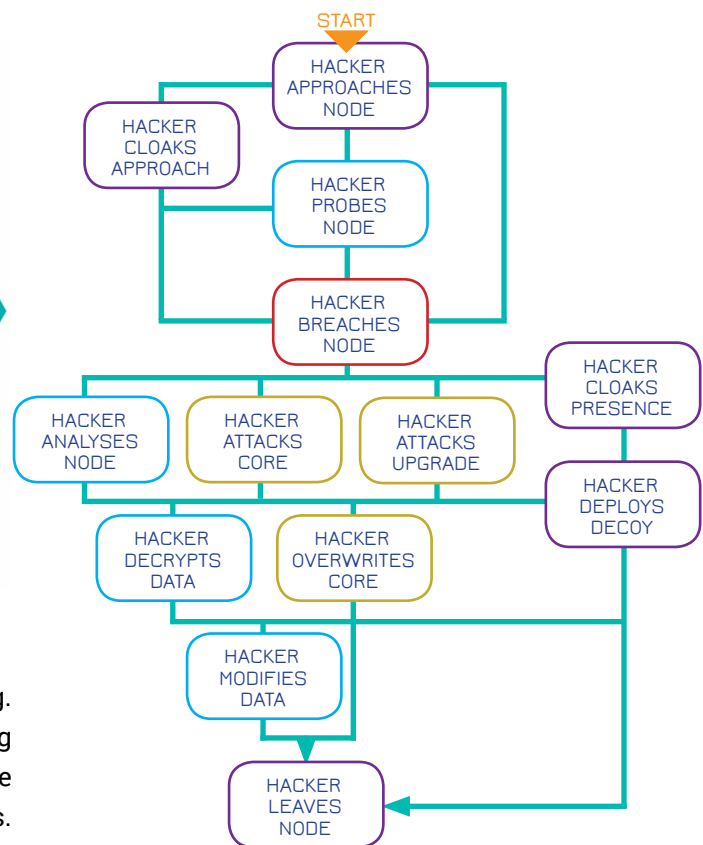 START
HACKER
APPROACHES
NODE
HACKER
CLOAKS
APPROACH
HACKER
PROBES
NODE
HACKER
BREACHES
NODE
HACKER
CLOAKS
PRESENCE
HACKER
ANALYSES
NODE
HACKER
ATTACKS
CORE
HACKER
ATTACKS
UPGRADE
HACKER
DEPLOYS
DECOY
HACKER
DECRYPTS
DATA
HACKER
OVERWRITES
CORE
HACKER
MODIFIES
DATA
HACKER
LEAVES
NODE
g.
g
e
s.